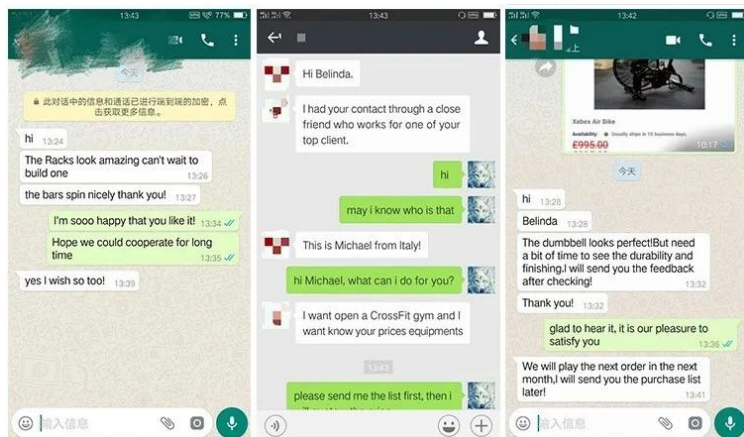 13:43
77%
今天
此对话中的信息和通话已进行端到端的加密，点
击获取更多信息。
hi 13:24
The Racks look amazing can't wait to
build one 13:26
the bars spin nicely thank you! 13:27
I'm sooo happy that you like it! 13:34
Hope we could cooperate for long
time 13:35
yes I wish so too! 13:39
输入信息
13:43
Hi Belinda.
I had your contact through a close
friend who works for one of your
top client.
hi
may i know who is that
This is Michael from Italy!
hi Michael, what can i do for you?
I want open a CrossFit gym and I
want know your prices equipments
13:43
please send me the list first, then i
13:42
上
Xebex Air Bike
Availability Usually ships in 10 business days.
£995.00 10:17
今天
hi 13:28
Belinda 13:28
The dumbbell looks perfect!But need
a bit of time to see the durability and
finishing.I will send you the feedback
after checking! 13:32
Thank you! 13:32
glad to hear it, it is our pleasure to
satisfy you 13:36
We will play the next order in the next
month,I will send you the purchase list
later! 13:41
输入信息